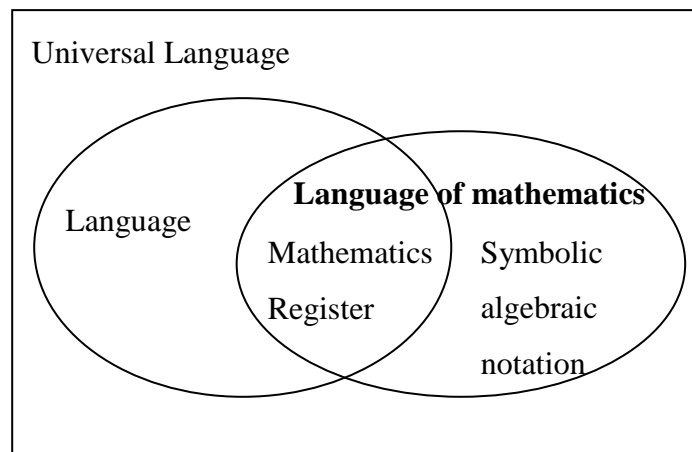 Universal Language
Language of mathematics
Language
Mathematics
Register
Symbolic
algebraic
notation